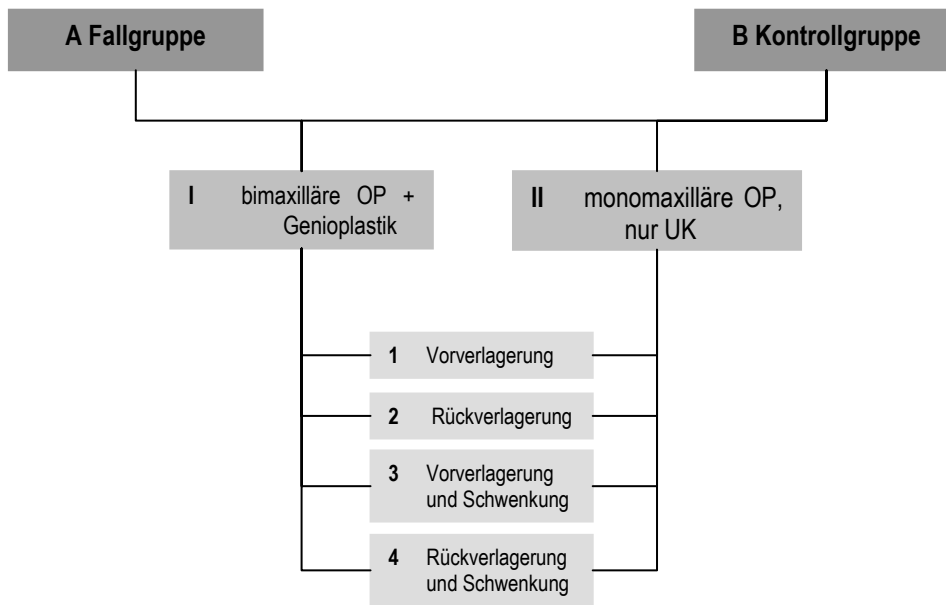 A Fallgruppe
B Kontrollgruppe
I bimaxilläre OP +
Genioplastik
II monomaxilläre OP,
nur UK
1 Vorverlagerung
2 Rückverlagerung
3 Vorverlagerung
und Schwenkung
4 Rückverlagerung
und Schwenkung